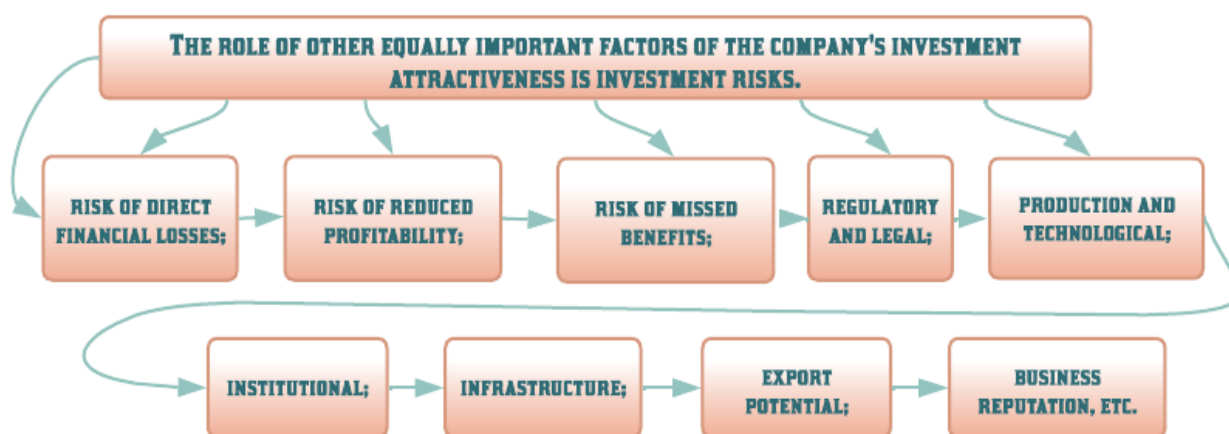 THE ROLE OF OTHER EQUALLY IMPORTANT FACTORS OF THE COMPANY'S INVESTMENT
ATTRACTIVENESS IS INVESTMENT RISKS.
RISK OF DIRECT
FINANCIAL LOSSES;
RISK OF REDUCED
PROFITABILITY;
RISK OF MISSED
BENEFITS;
REGULATORY
AND LEGAL;
PRODUCTION AND
TECHNOLOGICAL;
INSTITUTIONAL;
INFRASTRUCTURE;
EXPORT
POTENTIAL;
BUSINESS
REPUTATION, ETC.